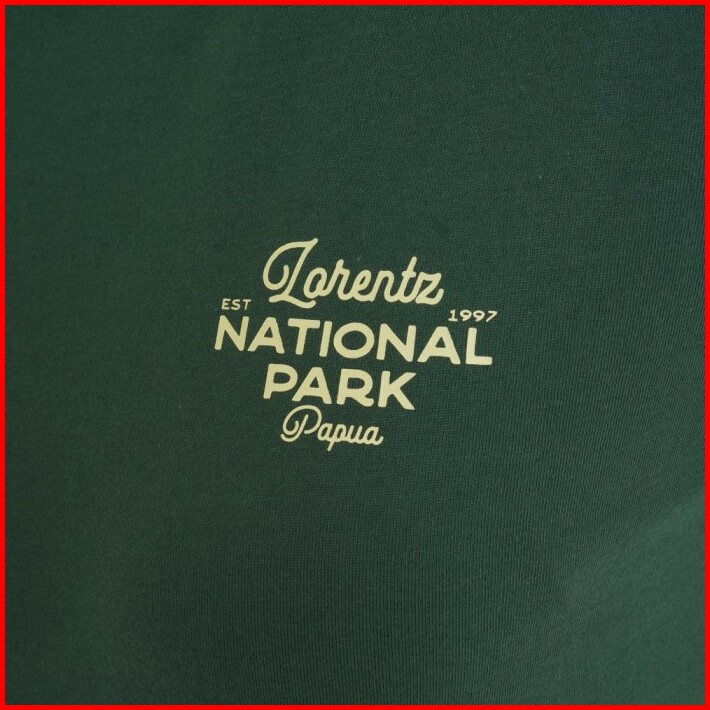 Lorentz
EST 1997
NATIONAL
PARK
Papua